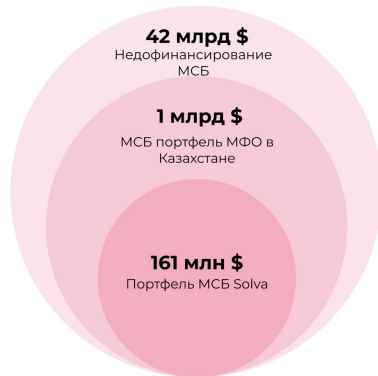 42 млрд $
Недофинансирование
МСБ
1 млрд $
МСБ портфель МФО в
Казахстане
161 млн $
Портфель МСБ Solva